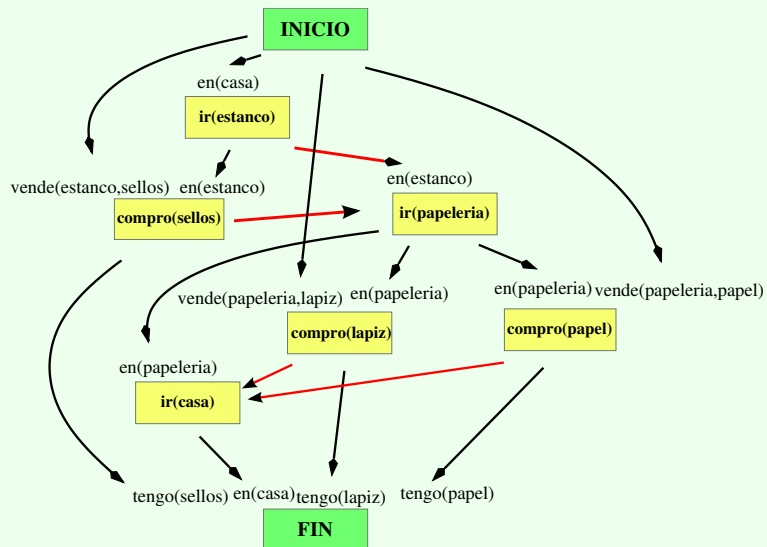 INICIO
en(casa)
ir(estanco)
vende(estanco,sellos) en(estanco)
en(estanco)
compro(sellos)
ir(papeleria)
vende(papeleria,lapiz) en(papeleria)
en(papeleria) vende(papeleria,papel)
compro(lapiz)
compro(papel)
en(papeleria)
ir(casa)
tengo(sellos) en(casa) tengo(lapiz) tengo(papel)
FIN